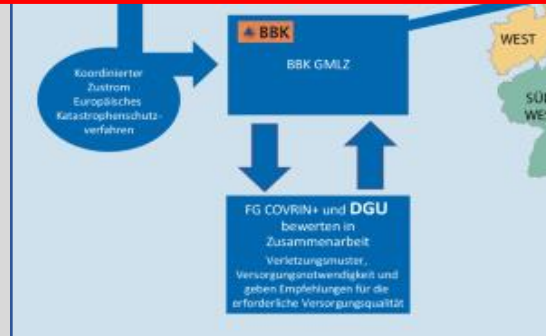 BBK
BBK GMLZ
WEST
Koordinierter
Zustrom
Europäisches
Katastrophenschutz-
verfahren
FG COVRIN+ und DGU
bewerten in
Zusammenarbeit
Verletzungsmuster,
Versorgungsnotwendigkeit und
geben Empfehlungen für die
erforderliche Versorgungsqualität